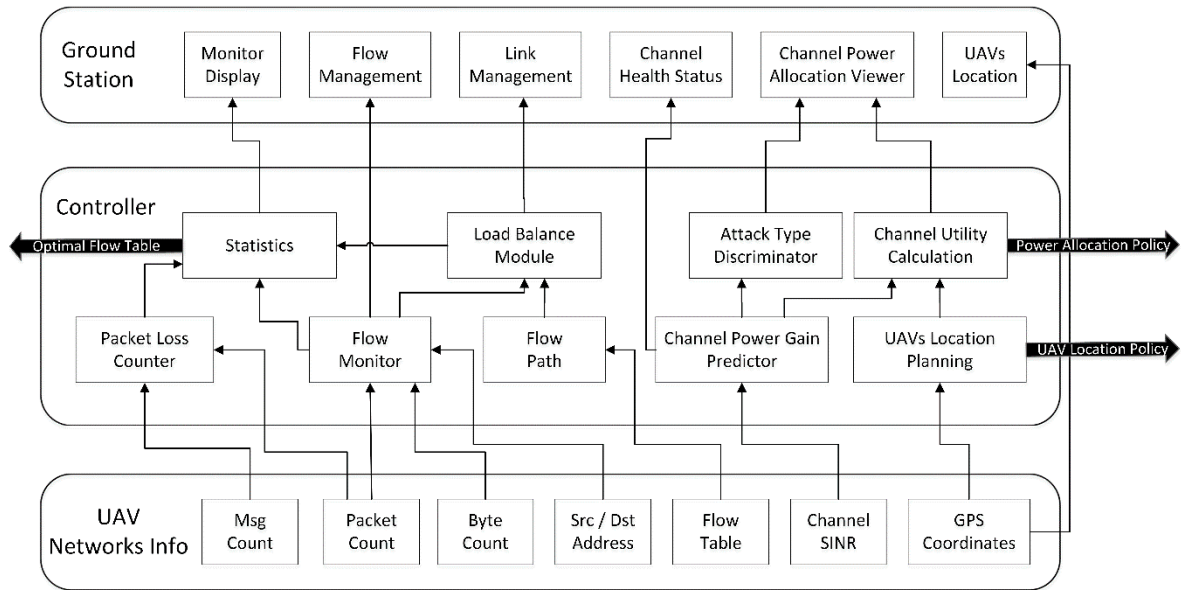 Ground
Station
Monitor
Display
Flow
Management
Link
Management
Channel
Health Status
Channel Power
Allocation Viewer
UAVs
Location
Controller
Optimal Flow Table
Statistics
Load Balance
Module
Attack Type
Discriminator
Channel Utility
Calculation
Power Allocation Policy
Packet Loss
Counter
Flow
Monitor
Flow
Path
Channel Power Gain
Predictor
UAVs Location
Planning
UAV Location Policy
UAV
Networks Info
Msg
Count
Packet
Count
Byte
Count
Src / Dst
Address
Flow
Table
Channel
SINR
GPS
Coordinates